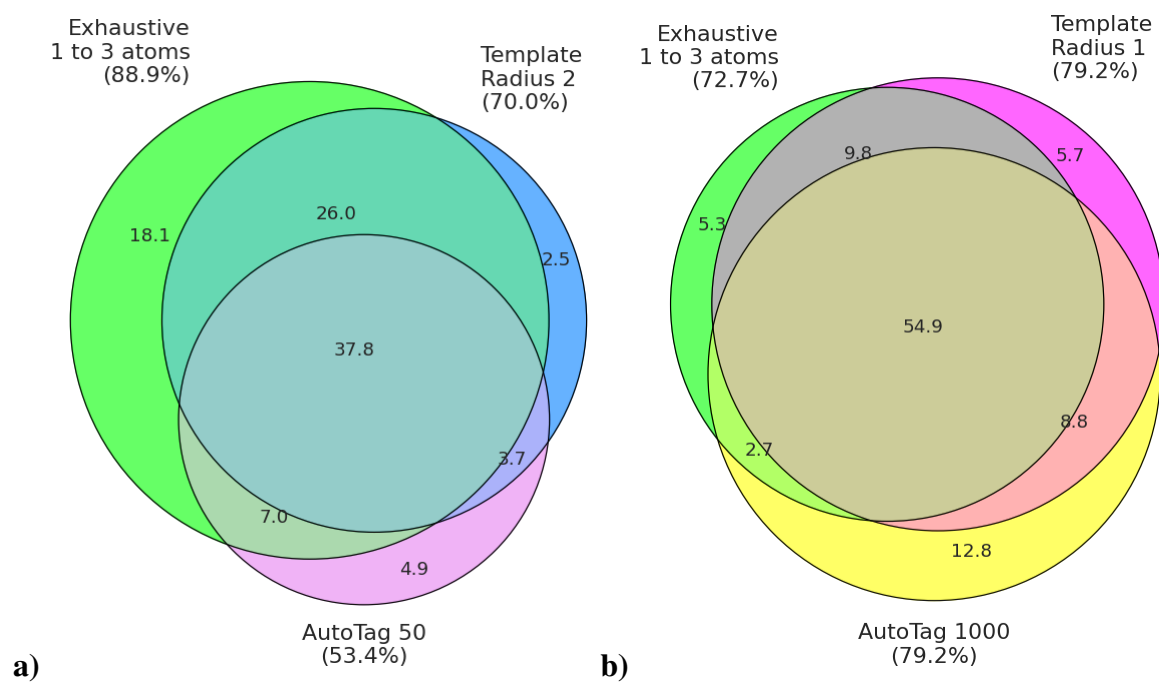 Exhaustive
1 to 3 atoms
(88.9%)
Template
Radius 2
(70.0%)
18.1
26.0
2.5
37.8
3.7
7.0
4.9
AutoTag 50
(53.4%)
a)
Exhaustive
1 to 3 atoms
(72.7%)
Template
Radius 1
(79.2%)
9.8
5.7
5.3
54.9
8.8
2.7
12.8
AutoTag 1000
(79.2%)
b)